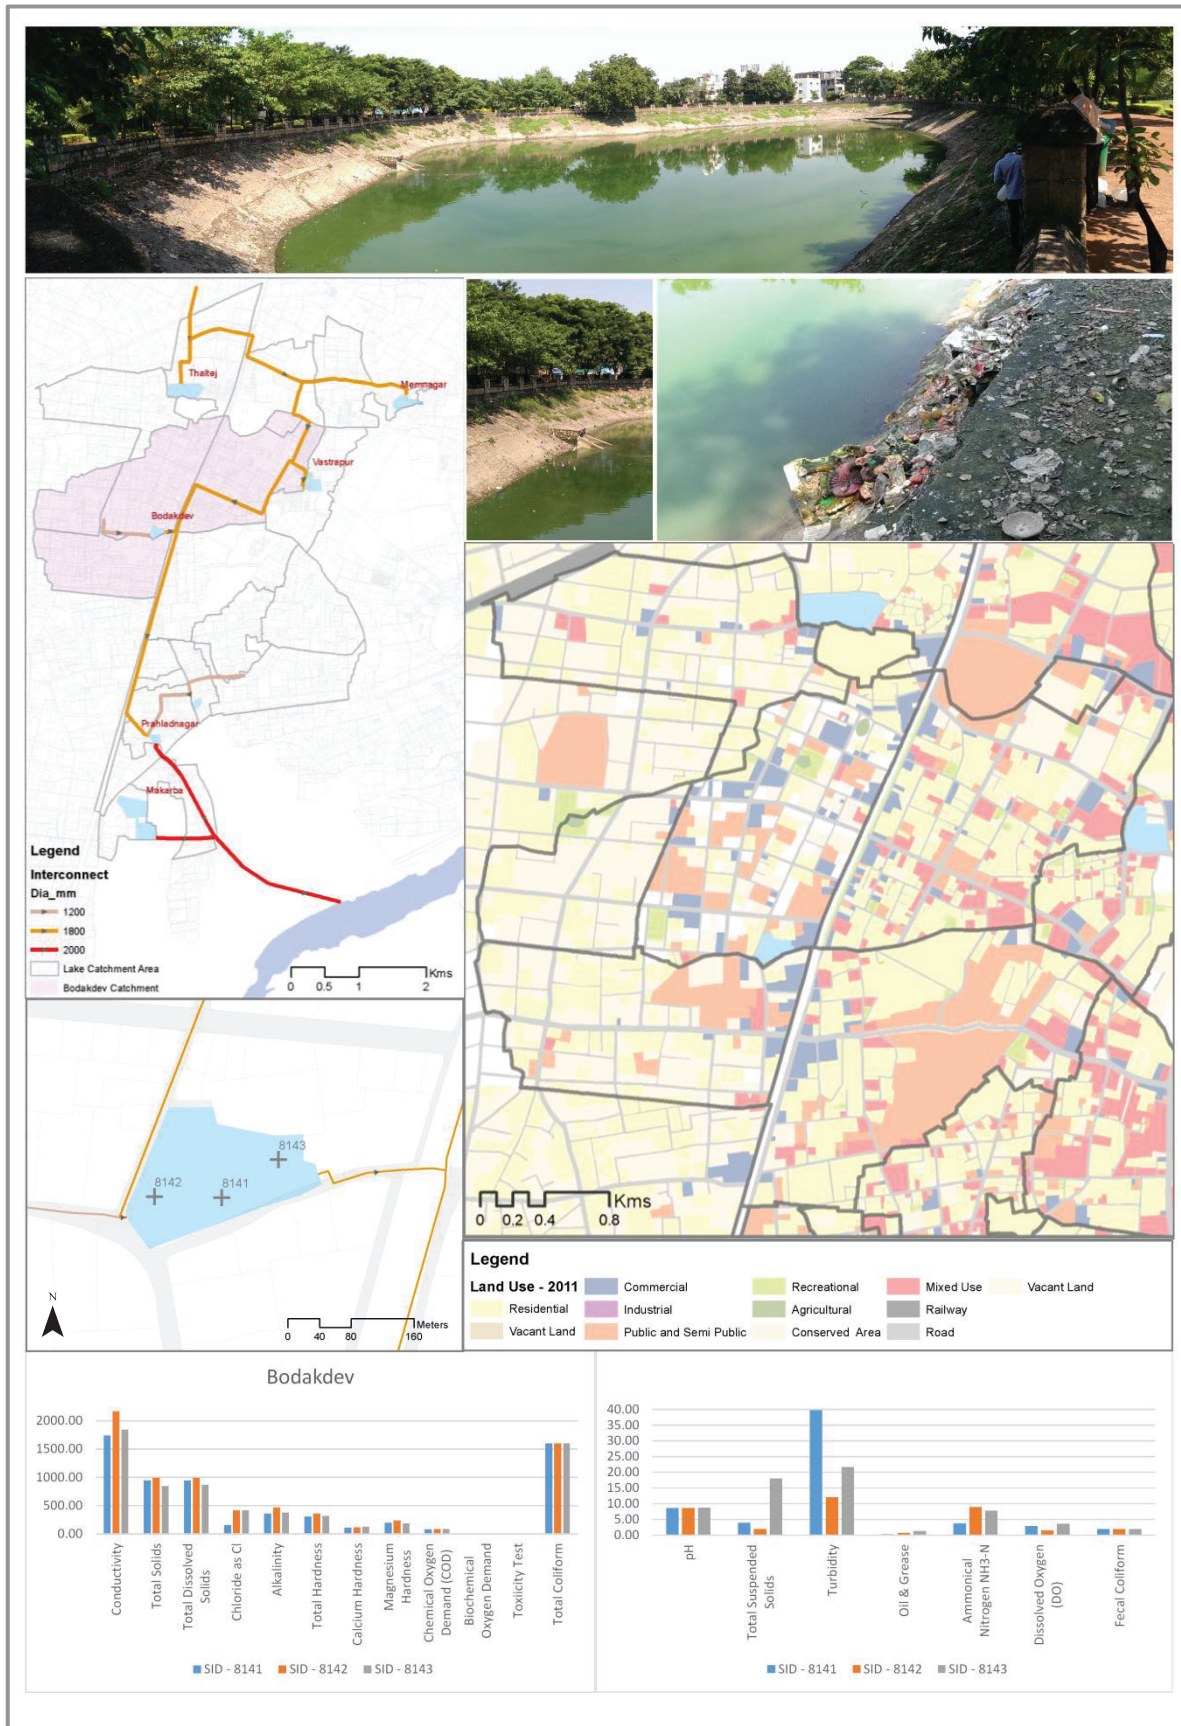 Thaltej
Memnagar
Vastrapur
Bodakdev
Prahladnagar
Makarba
Legend
Interconnect
Dia_mm
1200
1800
2000
Lake Catchment Area
Bodakdev Catchment
Kms
0 0.5 1 2
Kms
0 0.2 0.4 0.8
8143
8142
8141
N
Meters
0 40 80 160
Legend
Land Use - 2011
Residential
Vacant Land
Commercial
Industrial
Public and Semi Public
Recreational
Agricultural
Conserved Area
Mixed Use
Railway
Road
Vacant Land
Bodakdev
2000.00
1500.00
1000.00
500.00
0.00
Conductivity
Total Solids
Total Dissolved
Solids
Chloride as Cl
Alkalinity
Total Hardness
Calcium Hardness
Magnesium
Hardness
Chemical Oxygen
Demand (COD)
Biochemical
Oxygen Demand
Toxicity Test
Total Coliform
SID - 8141 SID - 8142 SID - 8143
40.00
35.00
30.00
25.00
20.00
15.00
10.00
5.00
0.00
pH
Total Suspended
Solids
Turbidity
Oil & Grease
Ammonical
Nitrogen NH3-N
Dissolved Oxygen
(DO)
Fecal Coliform
SID - 8141 SID - 8142 SID - 8143